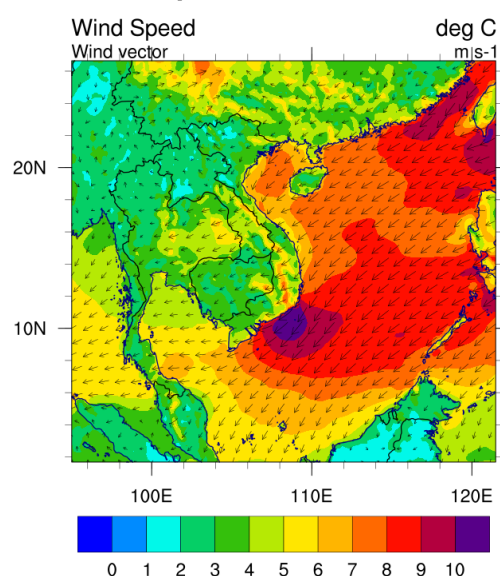 Wind Speed deg C
Wind vector m|s-1
20N
10N
100E 110E 120E
0 1 2 3 4 5 6 7 8 9 10